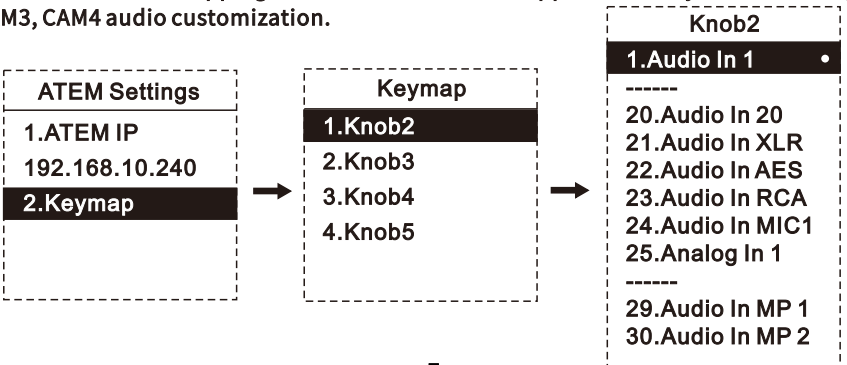 M3, CAM4 audio customization.
ATEM Settings
1.ATEM IP
192.168.10.240
2.Keymap
Keymap
1.Knob2
2.Knob3
3.Knob4
4.Knob5
Knob2
1.Audio In 1 •
------
20.Audio In 20
21.Audio In XLR
22.Audio In AES
23.Audio In RCA
24.Audio In MIC1
25.Analog In 1
------
29.Audio In MP 1
30.Audio In MP 2